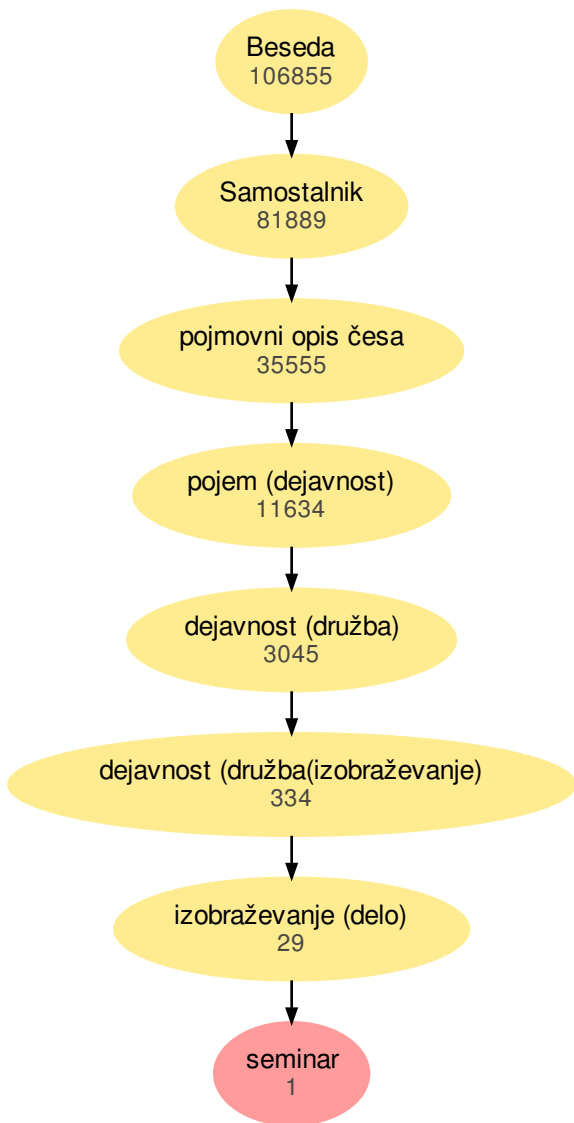 Beseda
106855
Samostalnik
81889
pojmovni opis česa
35555
pojem (dejavnost)
11634
dejavnost (družba)
3045
dejavnost (družba(izobraževanje)
334
izobraževanje (delo)
29
seminar
1